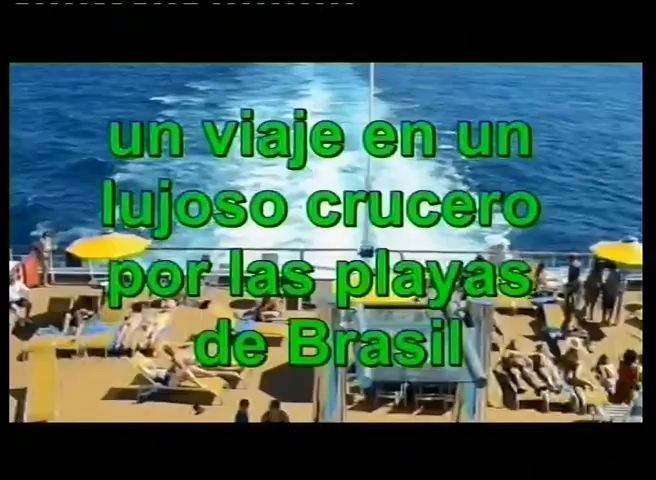 un viaje en un
lujoso crucero
por las playas
de Brasil